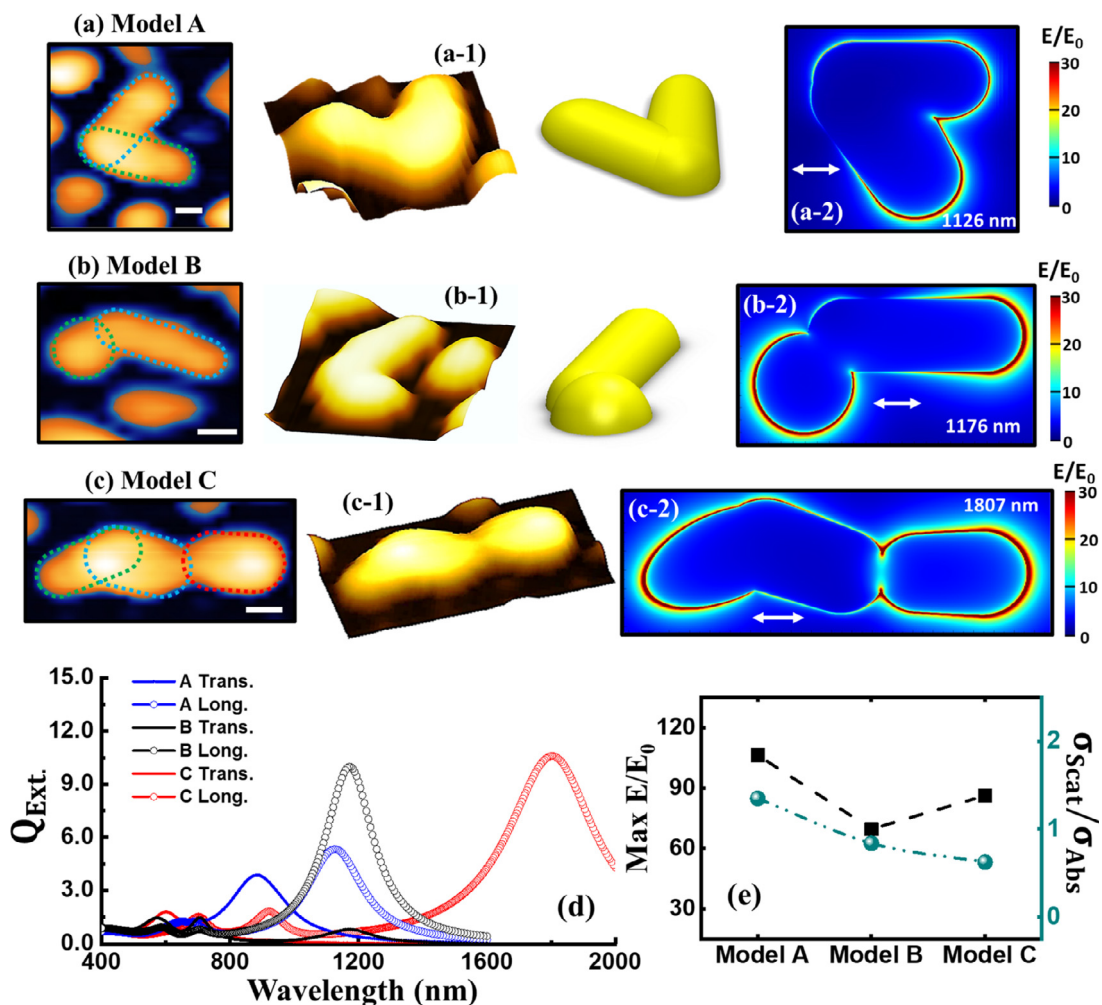 (a) Model A
(a-1)
E/E0
30
20
10
0
(a-2)
1126 nm
(b) Model B
(b-1)
E/E0
30
20
10
0
(b-2)
1176 nm
(c) Model C
(c-1)
E/E0
30
20
10
0
(c-2)
1807 nm
15.0
12.0
9.0
6.0
3.0
0.0
QExt.
A Trans.
A Long.
B Trans.
B Long.
C Trans.
C Long.
(d)
400 800 1200 1600 2000
Wavelength (nm)
120
90
60
30
Max E/E0
2
1
0
σScat/σAbs
(e)
Model A Model B Model C